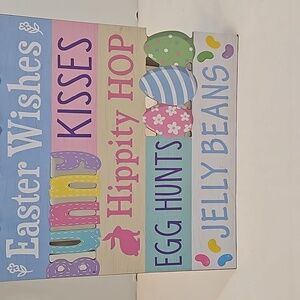 Easter Wishes
Bunny KISSES
Hippity HOP
EGG HUNTS
JELLY BEANS